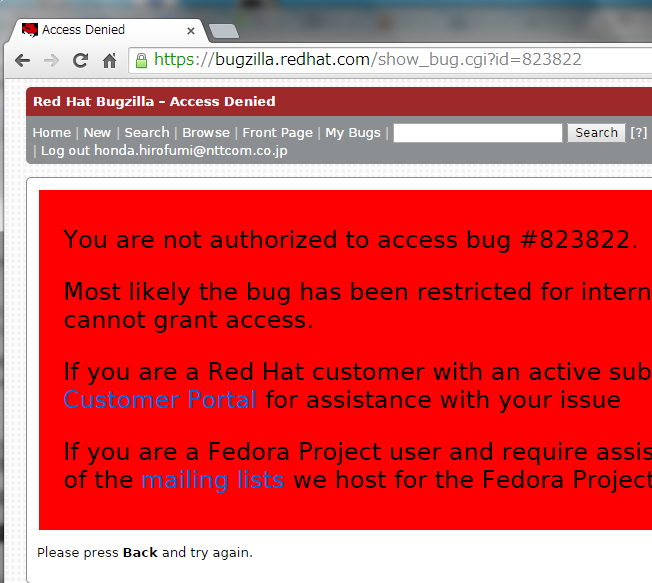 Access Denied
https://bugzilla.redhat.com/show_bug.cgi?id=823822
Red Hat Bugzilla – Access Denied
Home | New | Search | Browse | Front Page | My Bugs | Search [?]
| Log out honda.hirofumi@nttcom.co.jp
You are not authorized to access bug #823822.
Most likely the bug has been restricted for intern
cannot grant access.
If you are a Red Hat customer with an active sub
Customer Portal for assistance with your issue
If you are a Fedora Project user and require assis
of the mailing lists we host for the Fedora Project
Please press Back and try again.